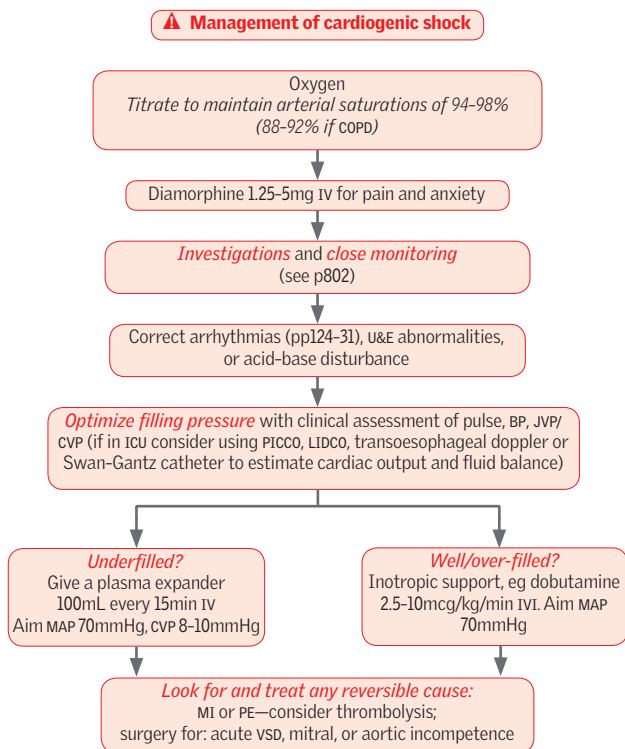 Management of cardiogenic shock
Oxygen
Titrate to maintain arterial saturations of 94–98%
(88–92% if COPD)
Diamorphine 1.25–5mg IV for pain and anxiety
Investigations and close monitoring
(see p802)
Correct arrhythmias (pp124–31), U&E abnormalities,
or acid-base disturbance
Optimize filling pressure with clinical assessment of pulse, BP, JVP/
CVP (if in ICU consider using PICCO, LIDCO, transoesophageal doppler or
Swan-Gantz catheter to estimate cardiac output and fluid balance)
Underfilled?
Give a plasma expander
100mL every 15min IV
Aim MAP 70mmHg, CVP 8–10mmHg
Well/over-filled?
Inotropic support, eg dobutamine
2.5–10mcg/kg/min IVI. Aim MAP
70mmHg
Look for and treat any reversible cause:
MI or PE—consider thrombolysis;
surgery for: acute VSD, mitral, or aortic incompetence